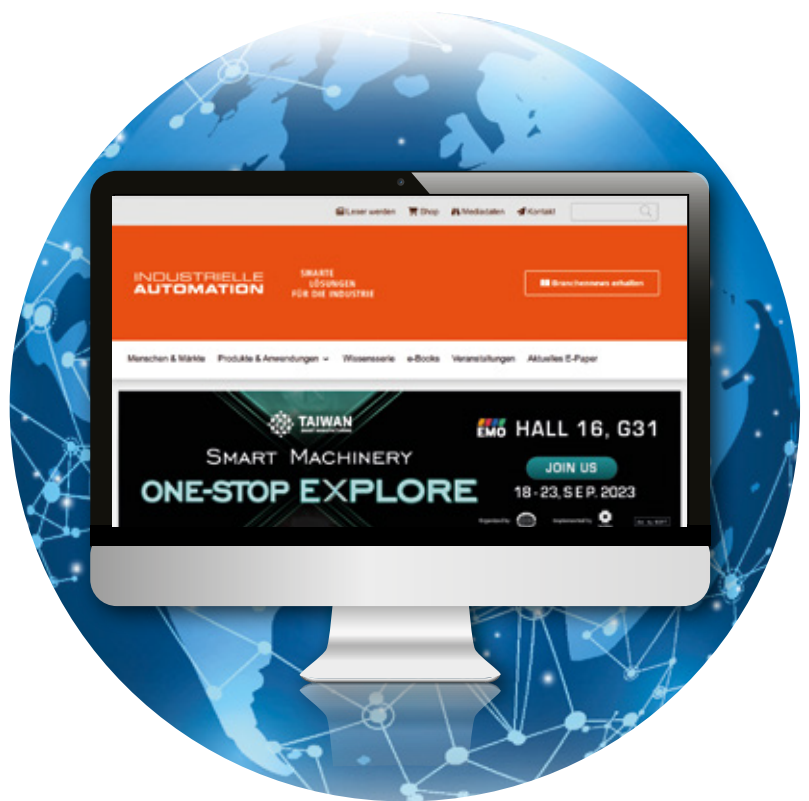 Leser werden Shop Mediadaten Kontakt
INDUSTRIELLE
AUTOMATION
SMARTE
LÖSUNGEN
FÜR DIE INDUSTRIE
Branchennews erhalten
Menschen & Märkte Produkte & Anwendungen Wissensserie e-Books Veranstaltungen Aktuelles E-Paper
TAIWAN
SMART MACHINERY
ONE-STOP EXPLORE
EMO HALL 16, G31
JOIN US
18-23, SEP. 2023
Organized by Implemented by